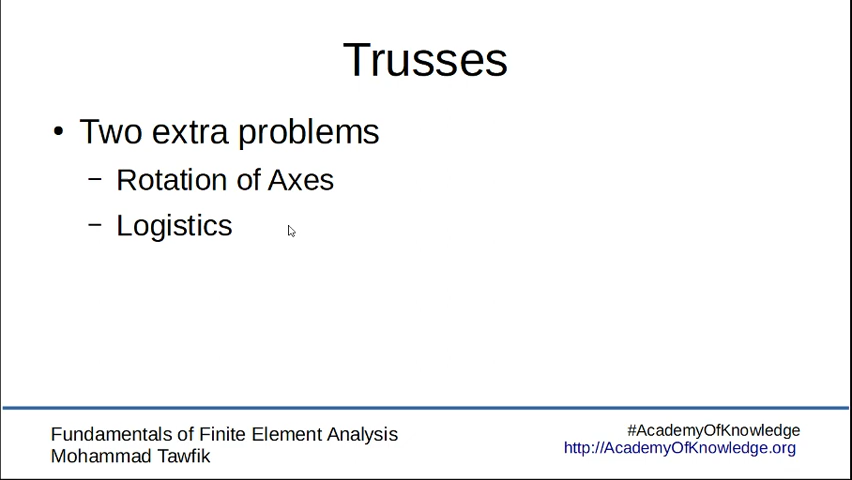 Trusses
• Two extra problems
– Rotation of Axes
– Logistics
Fundamentals of Finite Element Analysis
Mohammad Tawfik
#AcademyOfKnowledge
http://AcademyOfKnowledge.org